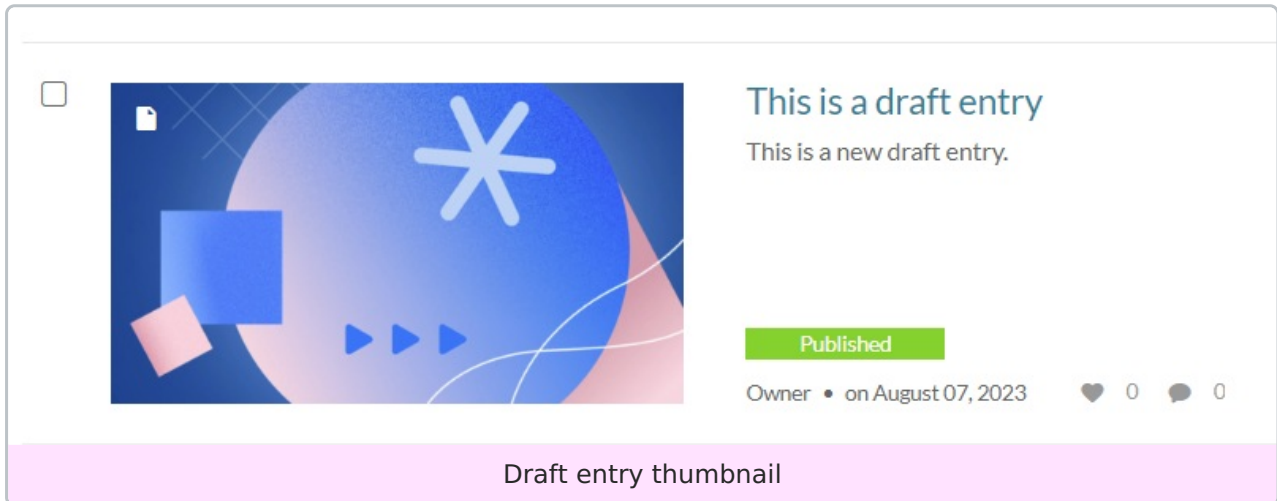 This is a draft entry
This is a new draft entry.
Published
Owner • on August 07, 2023 0 0
Draft entry thumbnail